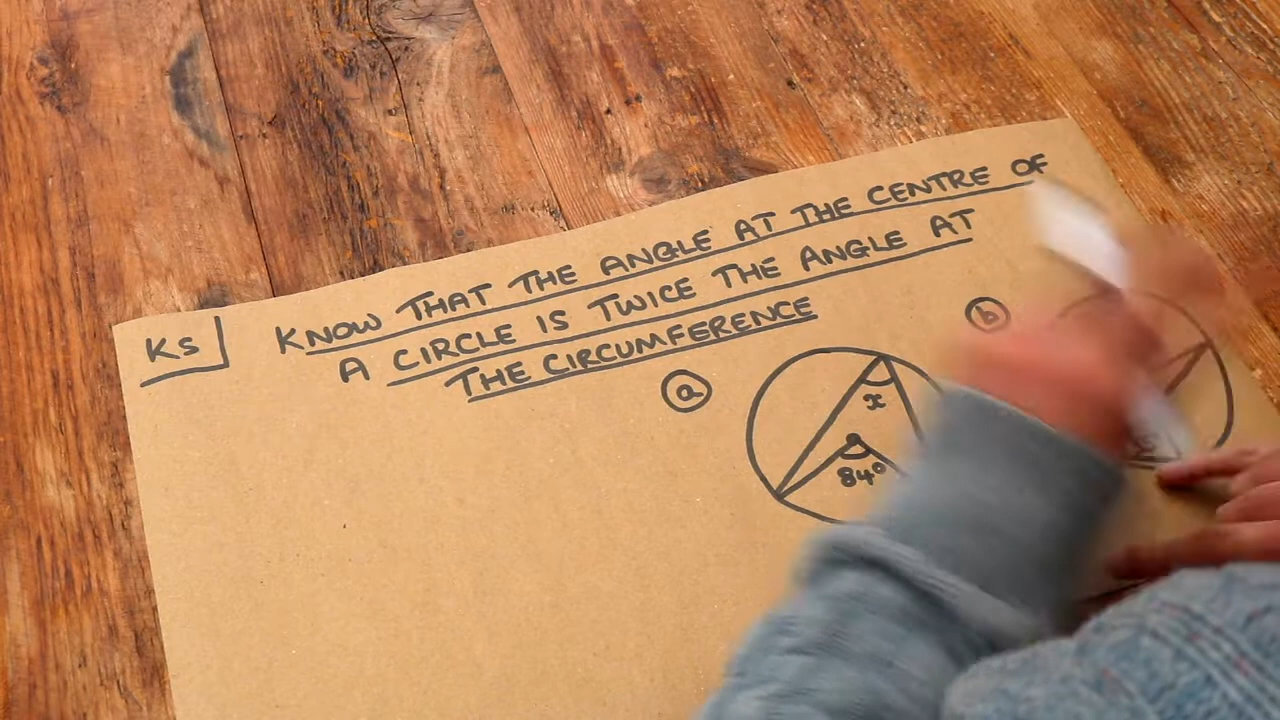 KS
KNOW THAT THE ANGLE AT THE CENTRE OF
A CIRCLE IS TWICE THE ANGLE AT
THE CIRCUMFERENCE
a
x
84°
b